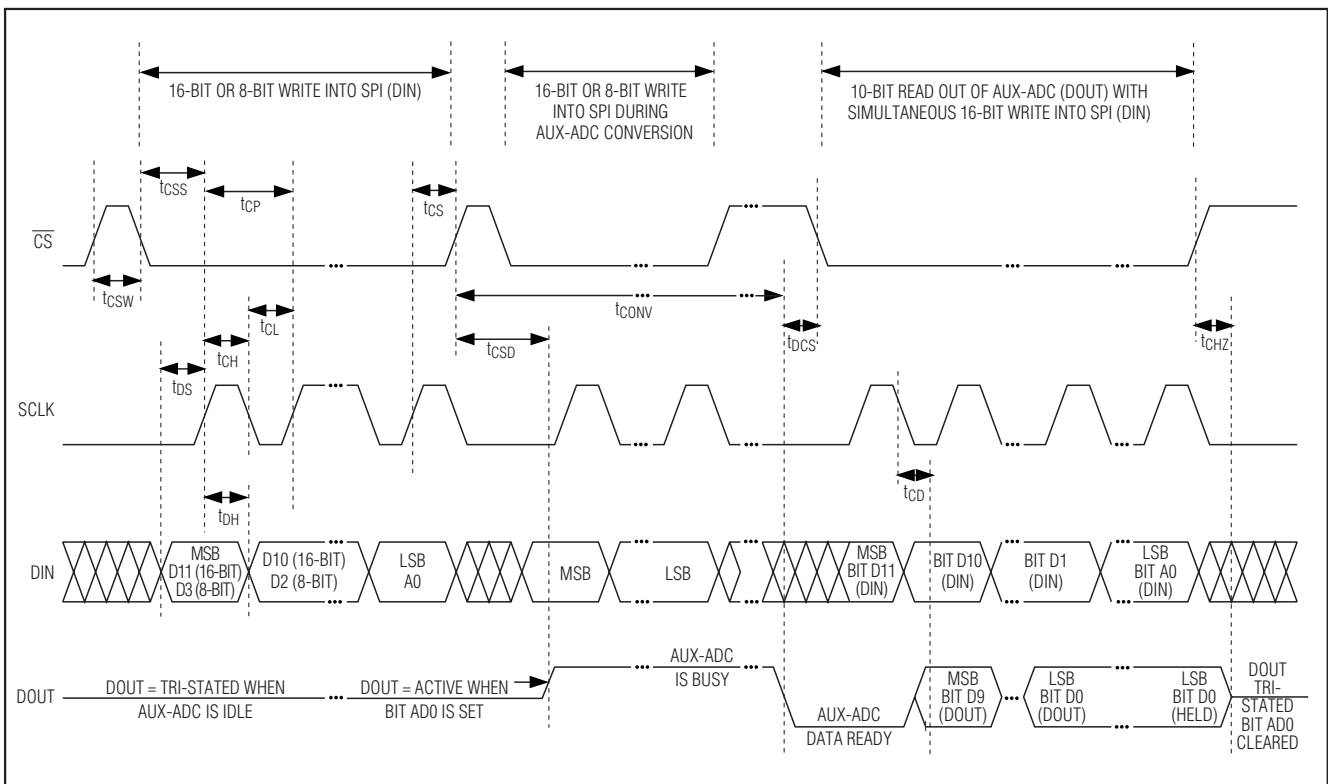 16-BIT OR 8-BIT WRITE INTO SPI (DIN)
16-BIT OR 8-BIT WRITE
INTO SPI DURING
AUX-ADC CONVERSION
10-BIT READ OUT OF AUX-ADC (DOUT) WITH
SIMULTANEOUS 16-BIT WRITE INTO SPI (DIN)
tCSS
tCP
tCS
CS
tCSW
tCL
tCONV
tCH
tCSD
tDCS
tCHZ
tDS
SCLK
tCD
tDH
DIN
MSB
D11 (16-BIT)
D3 (8-BIT)
D10 (16-BIT)
D2 (8-BIT)
LSB
A0
MSB
LSB
MSB
BIT D11
(DIN)
BIT D10
(DIN)
BIT D1
(DIN)
LSB
BIT A0
(DIN)
DOUT
DOUT = TRI-STATED WHEN
AUX-ADC IS IDLE
DOUT = ACTIVE WHEN
BIT AD0 IS SET
AUX-ADC
IS BUSY
AUX-ADC
DATA READY
MSB
BIT D9
(DOUT)
LSB
BIT D0
(DOUT)
LSB
BIT D0
(HELD)
DOUT
TRI-
STATED
BIT AD0
CLEARED